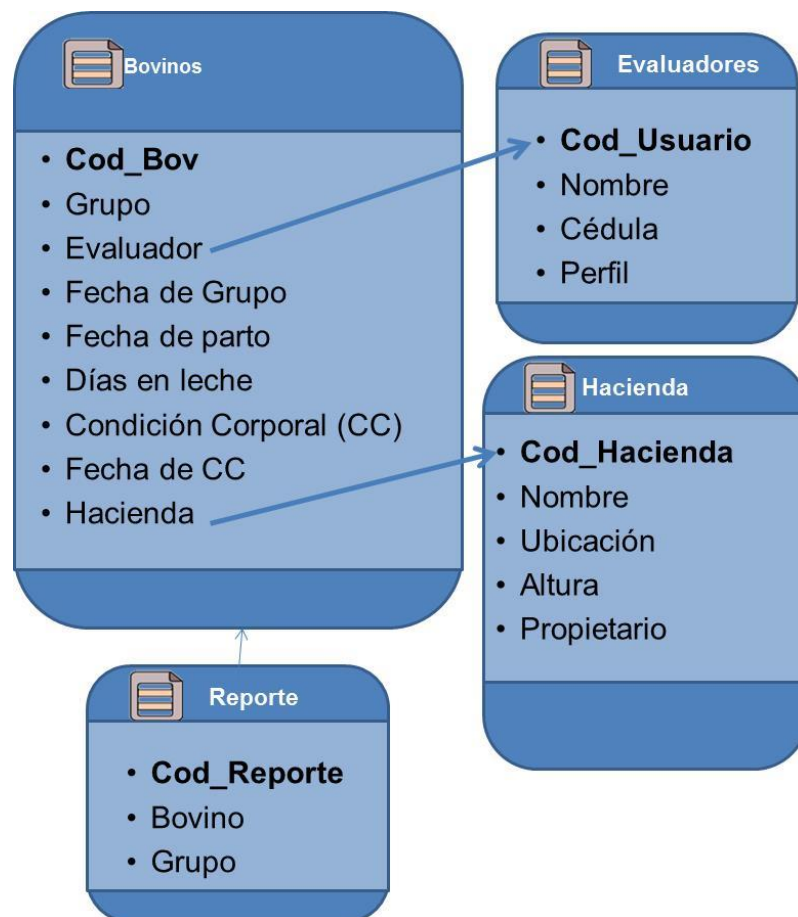 Bovinos
• Cod_Bov
• Grupo
• Evaluador
• Fecha de Grupo
• Fecha de parto
• Días en leche
• Condición Corporal (CC)
• Fecha de CC
• Hacienda
Evaluadores
• Cod_Usuario
• Nombre
• Cédula
• Perfil
Hacienda
• Cod_Hacienda
• Nombre
• Ubicación
• Altura
• Propietario
Reporte
• Cod_Reporte
• Bovino
• Grupo